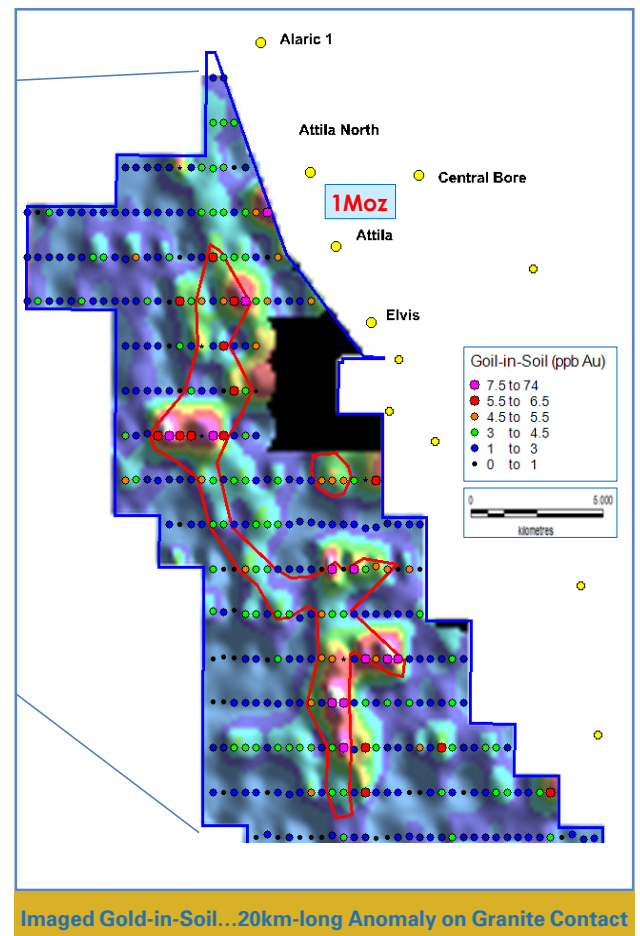 Alaric 1
Attila North
Central Bore
1Moz
Attila
Elvis
Goil-in-Soil (ppb Au)
7.5 to 74
5.5 to 6.5
4.5 to 5.5
3 to 4.5
1 to 3
0 to 1
0 5.000
kilometres
Imaged Gold-in-Soil...20km-long Anomaly on Granite Contact